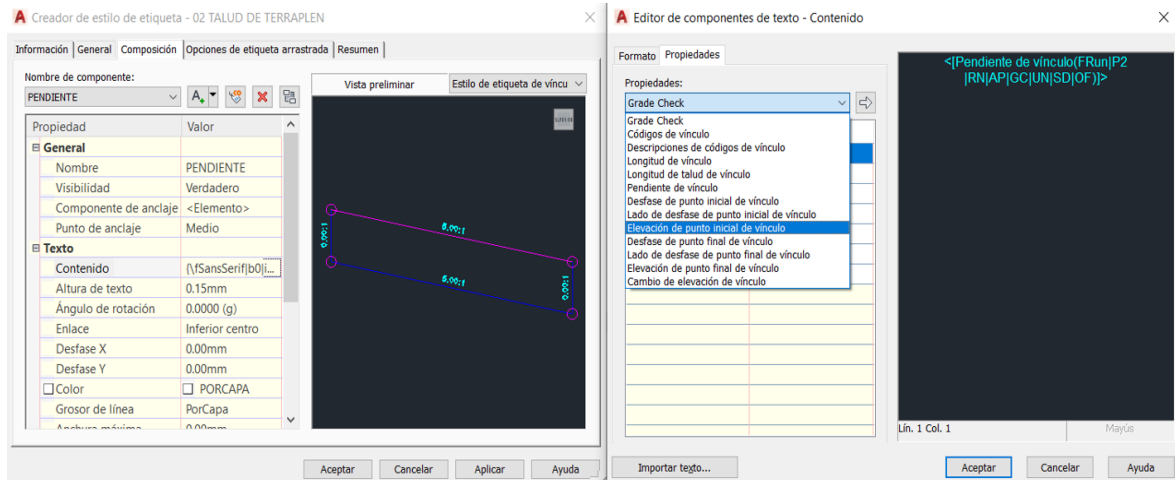 Creador de estilo de etiqueta - 02 TALUD DE TERRAPLEN
Información General Composición Opciones de etiqueta arrastrada Resumen
Nombre de componente:
PENDIENTE
Propiedad Valor
General
Nombre PENDIENTE
Visibilidad Verdadero
Componente de anclaje <Elemento>
Punto de anclaje Medio
Texto
Contenido {\fSansSerif|b0|i...
Altura de texto 0.15mm
Ángulo de rotación 0.0000 (g)
Enlace Inferior centro
Desfase X 0.00mm
Desfase Y 0.00mm
Color PORCAPA
Grosor de línea PorCapa
Anchura máxima 0.00mm
Vista preliminar Estilo de etiqueta de víncu
0.00:1
5.00:1
5.00:1
0.00:1
Aceptar Cancelar Aplicar Ayuda
Editor de componentes de texto - Contenido
Formato Propiedades
Propiedades:
Grade Check
Grade Check
Códigos de vínculo
Descripciones de códigos de vínculo
Longitud de vínculo
Longitud de talud de vínculo
Pendiente de vínculo
Desfase de punto inicial de vínculo
Lado de desfase de punto inicial de vínculo
Elevación de punto inicial de vínculo
Desfase de punto final de vínculo
Lado de desfase de punto final de vínculo
Elevación de punto final de vínculo
Cambio de elevación de vínculo
<[Pendiente de vínculo(FRun|P2
|RN|AP|GC|UN|SD|OF)]>
Lín. 1 Col. 1 Mayús
Importar texto... Aceptar Cancelar Ayuda